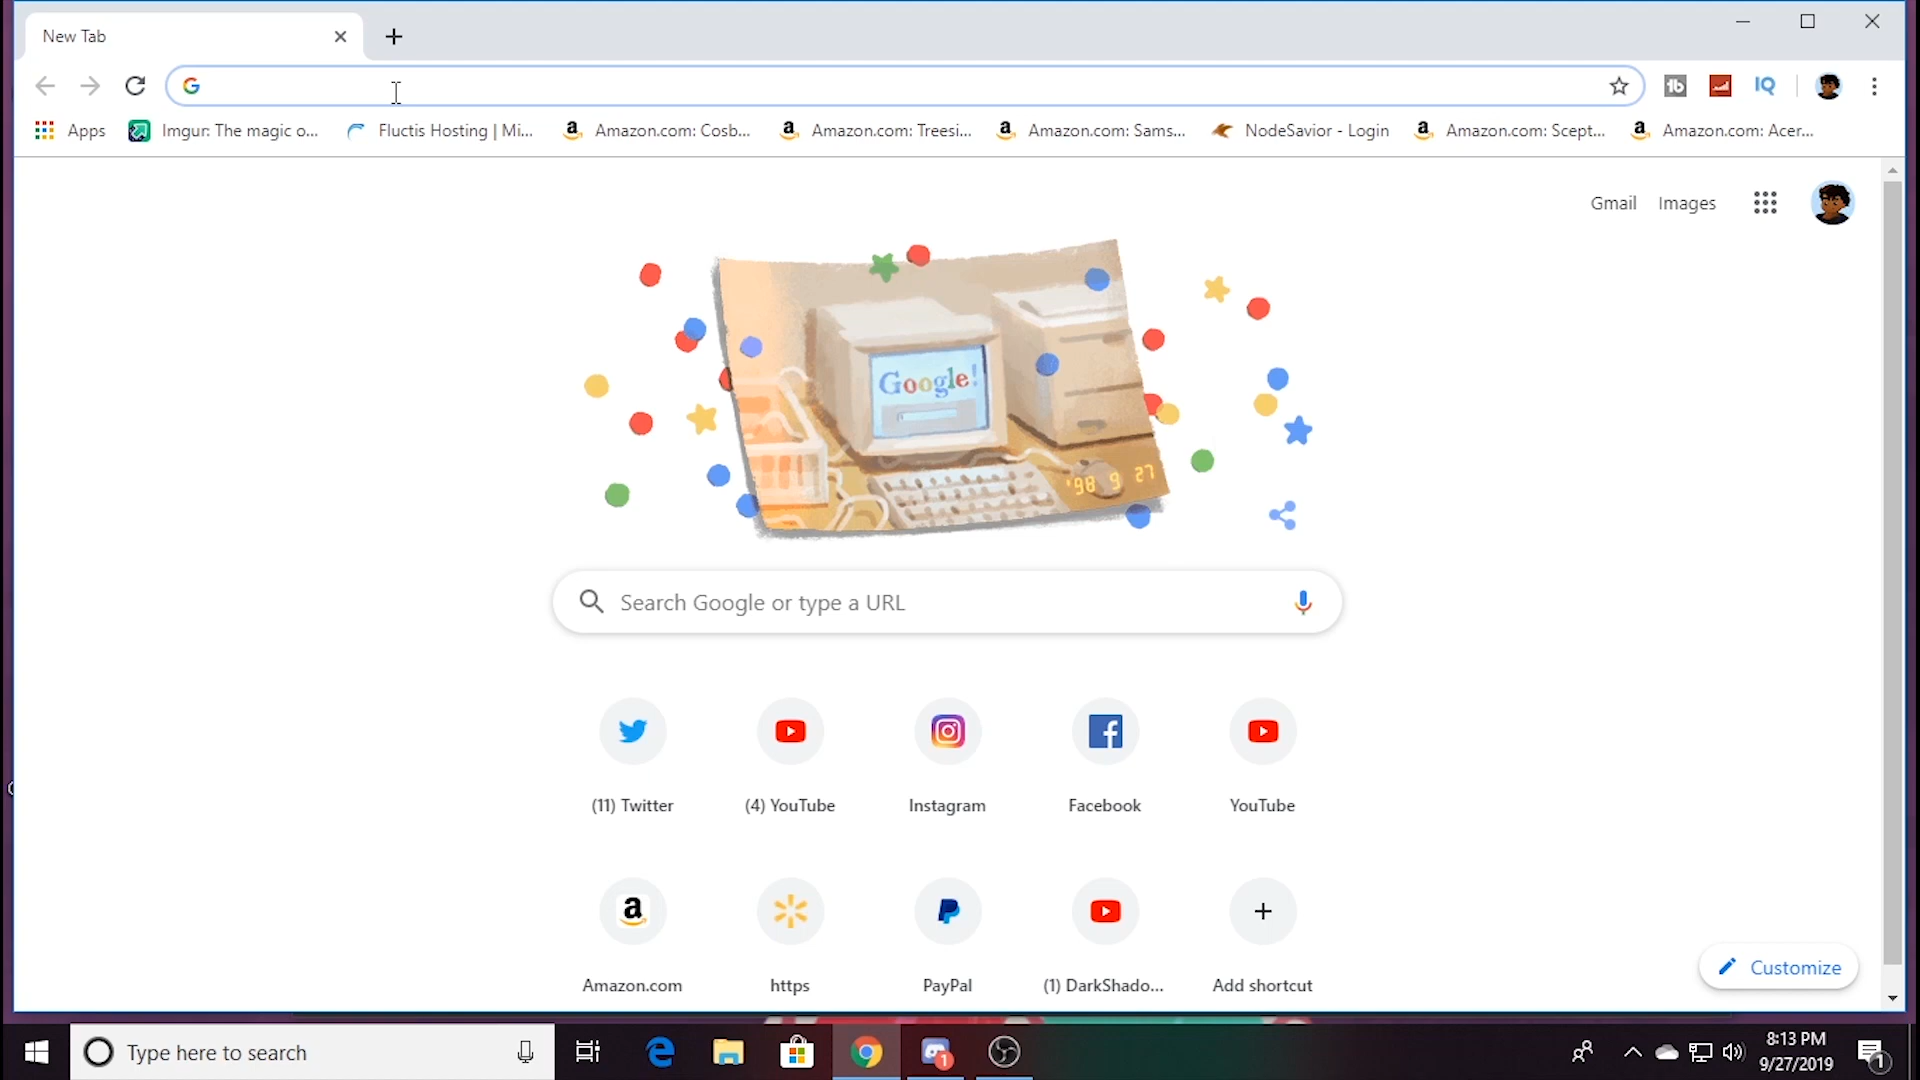 New Tab
Apps
Imgur: The magic o...
Fluctis Hosting | Mi...
Amazon.com: Cosb...
Amazon.com: Treesi...
Amazon.com: Sams...
NodeSavior - Login
Amazon.com: Scept...
Amazon.com: Acer...
Gmail
Images
Google!
'98 9 27
Search Google or type a URL
(11) Twitter
(4) YouTube
Instagram
Facebook
YouTube
Amazon.com
https
PayPal
(1) DarkShado...
Add shortcut
Customize
Type here to search
1
8:13 PM
9/27/2019
1